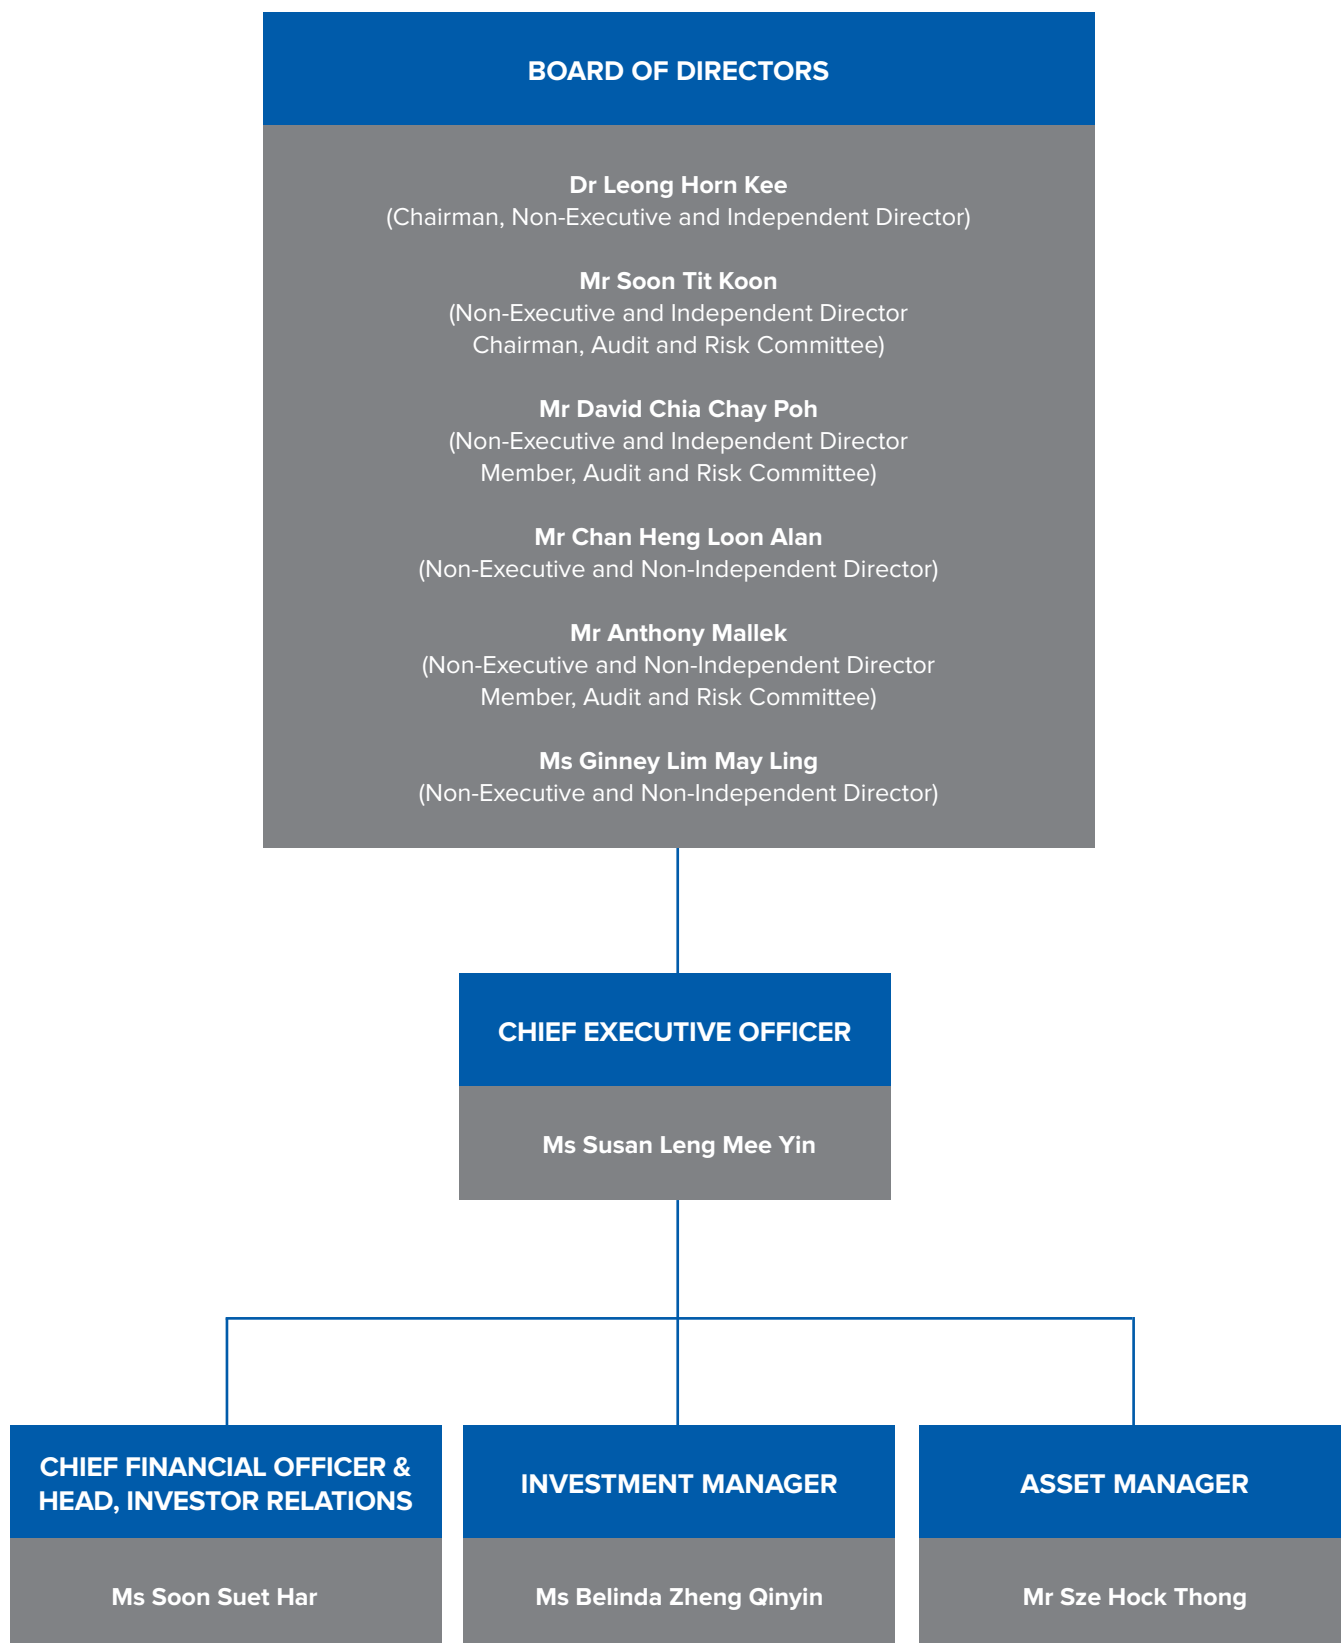 BOARD OF DIRECTORS
Dr Leong Horn Kee
(Chairman, Non-Executive and Independent Director)
Mr Soon Tit Koon
(Non-Executive and Independent Director
Chairman, Audit and Risk Committee)
Mr David Chia Chay Poh
(Non-Executive and Independent Director
Member, Audit and Risk Committee)
Mr Chan Heng Loon Alan
(Non-Executive and Non-Independent Director)
Mr Anthony Mallek
(Non-Executive and Non-Independent Director
Member, Audit and Risk Committee)
Ms Ginney Lim May Ling
(Non-Executive and Non-Independent Director)
CHIEF EXECUTIVE OFFICER
Ms Susan Leng Mee Yin
CHIEF FINANCIAL OFFICER &
HEAD, INVESTOR RELATIONS
Ms Soon Suet Har
INVESTMENT MANAGER
Ms Belinda Zheng Qinyin
ASSET MANAGER
Mr Sze Hock Thong